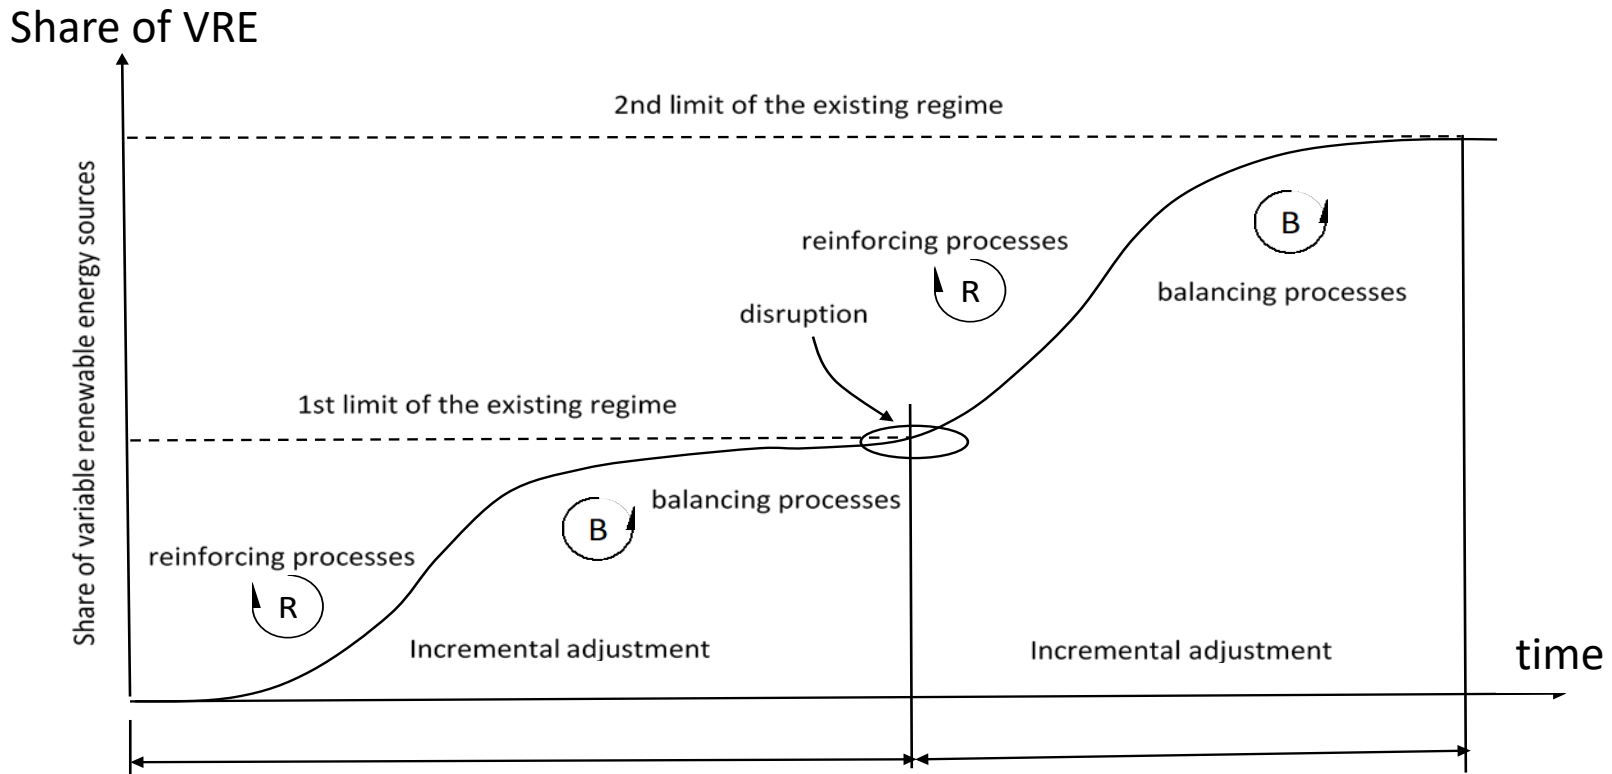 Share of VRE
2nd limit of the existing regime
Share of variable renewable energy sources
reinforcing processes
R
B
balancing processes
disruption
1st limit of the existing regime
balancing processes
B
reinforcing processes
R
Incremental adjustment
Incremental adjustment
time